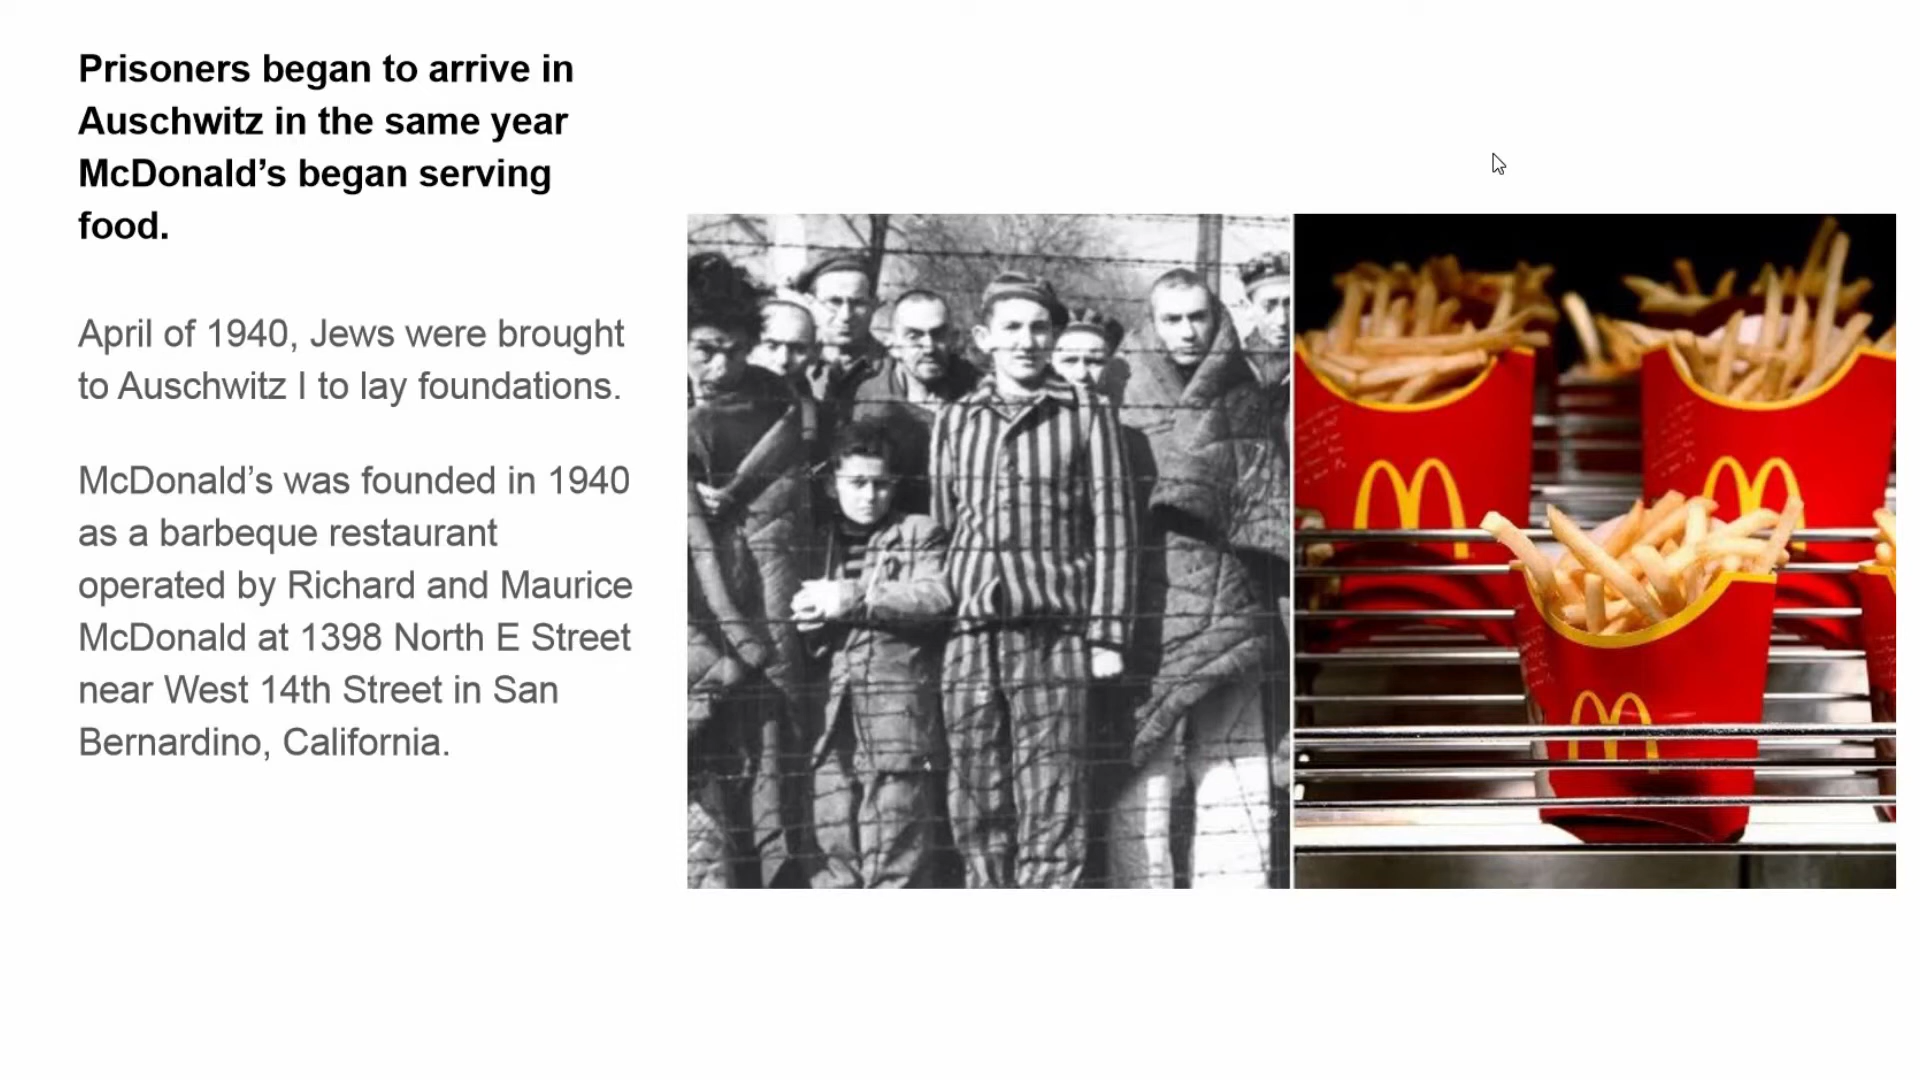 Prisoners began to arrive in
Auschwitz in the same year
McDonald’s began serving
food.
April of 1940, Jews were brought
to Auschwitz I to lay foundations.
McDonald’s was founded in 1940
as a barbeque restaurant
operated by Richard and Maurice
McDonald at 1398 North E Street
near West 14th Street in San
Bernardino, California.